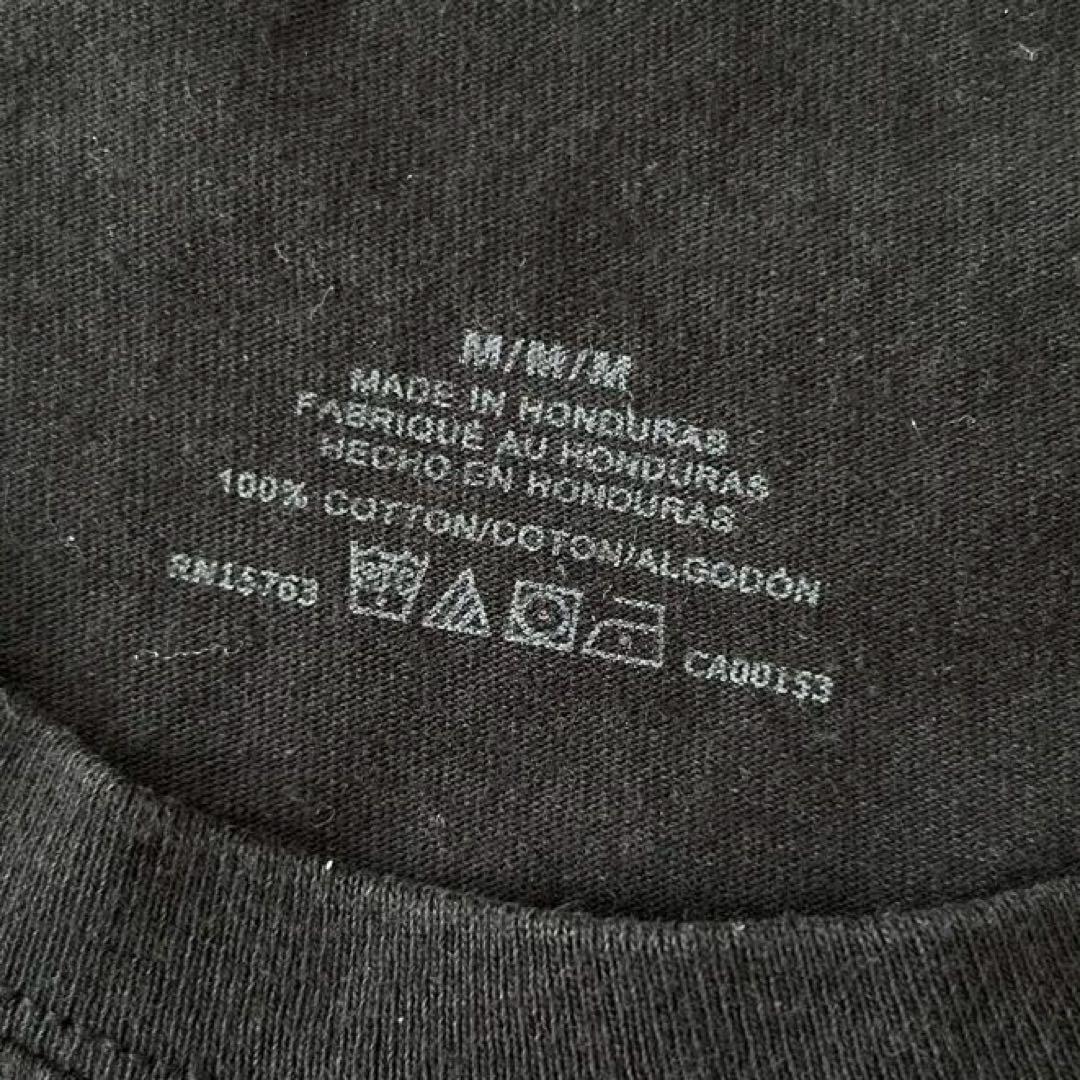 M/M/M
MADE IN HONDURAS
FABRIQUÉ AU HONDURAS
HECHO EN HONDURAS
100% COTTON/COTON/ALGODÓN
RN15763 CA00153